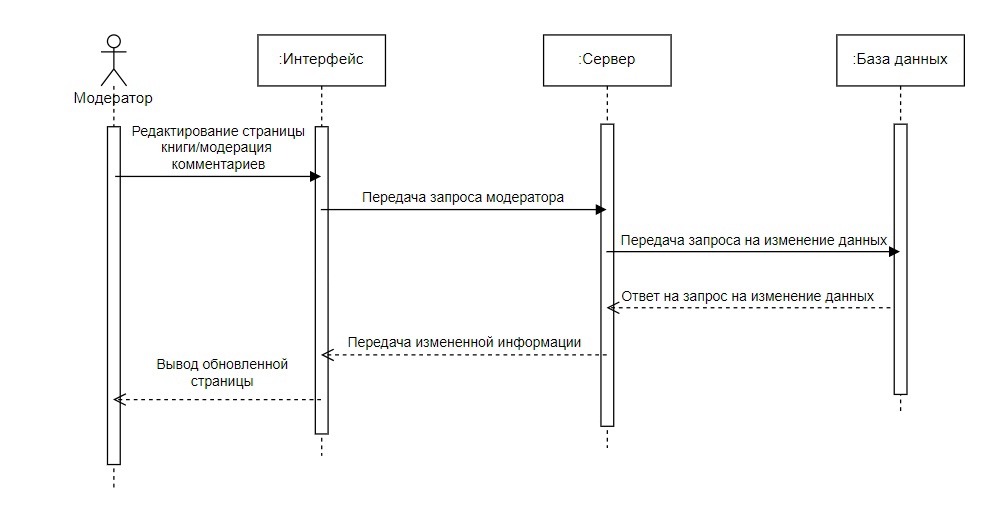 :Интерфейс
:Сервер
:База данных
Модератор
Редактирование страницы
книги/модерация
комментариев
Передача запроса модератора
Передача запроса на изменение данных
Ответ на запрос на изменение данных
Передача измененной информации
Вывод обновленной
страницы